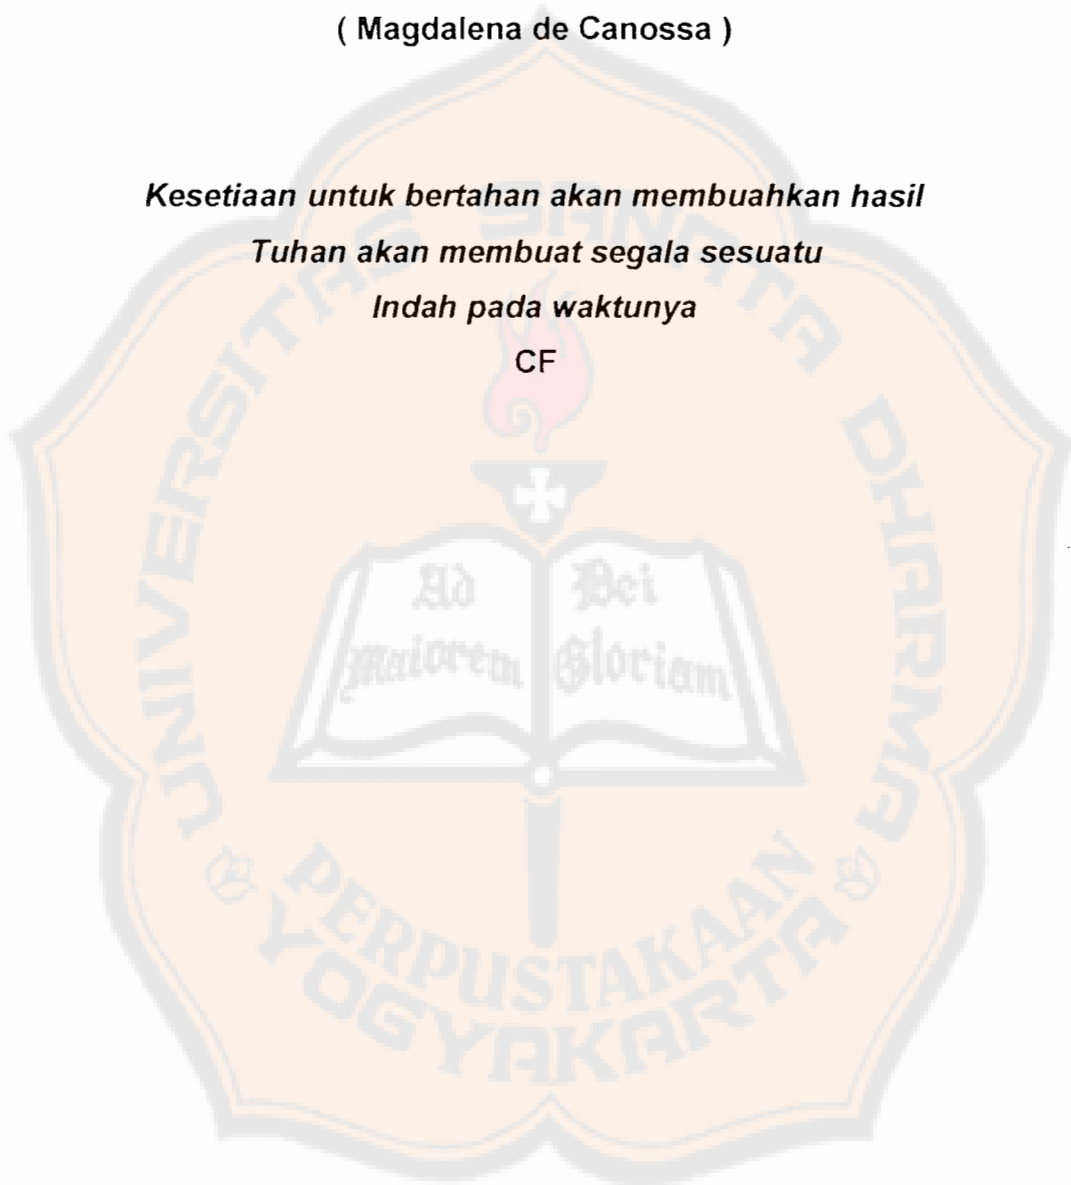 ( Magdalena de Canossa )
Kesetiaan untuk bertahan akan membuahkan hasil
Tuhan akan membuat segala sesuatu
Indah pada waktunya
CF
UNIVERSITAS SANATA DHARMA
Ad Dei
maiorem Gloriam
PERPUSTAKAAN
YOGYAKARTA